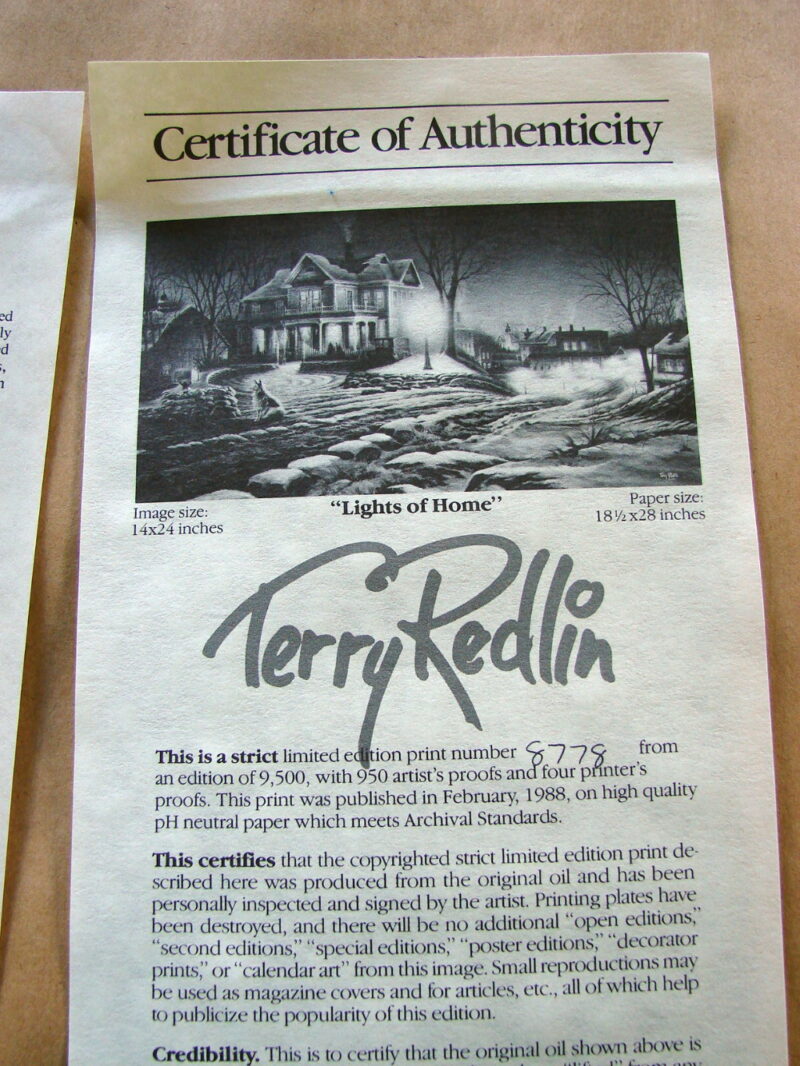 ed
ly
d
s,
n
Certificate of Authenticity
Image size:
14x24 inches
"Lights of Home"
Paper size:
18½x28 inches
Terry Redlin
This is a strict limited edition print number 8778 from
an edition of 9,500, with 950 artist's proofs and four printer's
proofs. This print was published in February, 1988, on high quality
pH neutral paper which meets Archival Standards.
This certifies that the copyrighted strict limited edition print de-
scribed here was produced from the original oil and has been
personally inspected and signed by the artist. Printing plates have
been destroyed, and there will be no additional "open editions,"
"second editions," "special editions," "poster editions," "decorator
prints," or "calendar art" from this image. Small reproductions may
be used as magazine covers and for articles, etc., all of which help
to publicize the popularity of this edition.
Credibility. This is to certify that the original oil shown above is